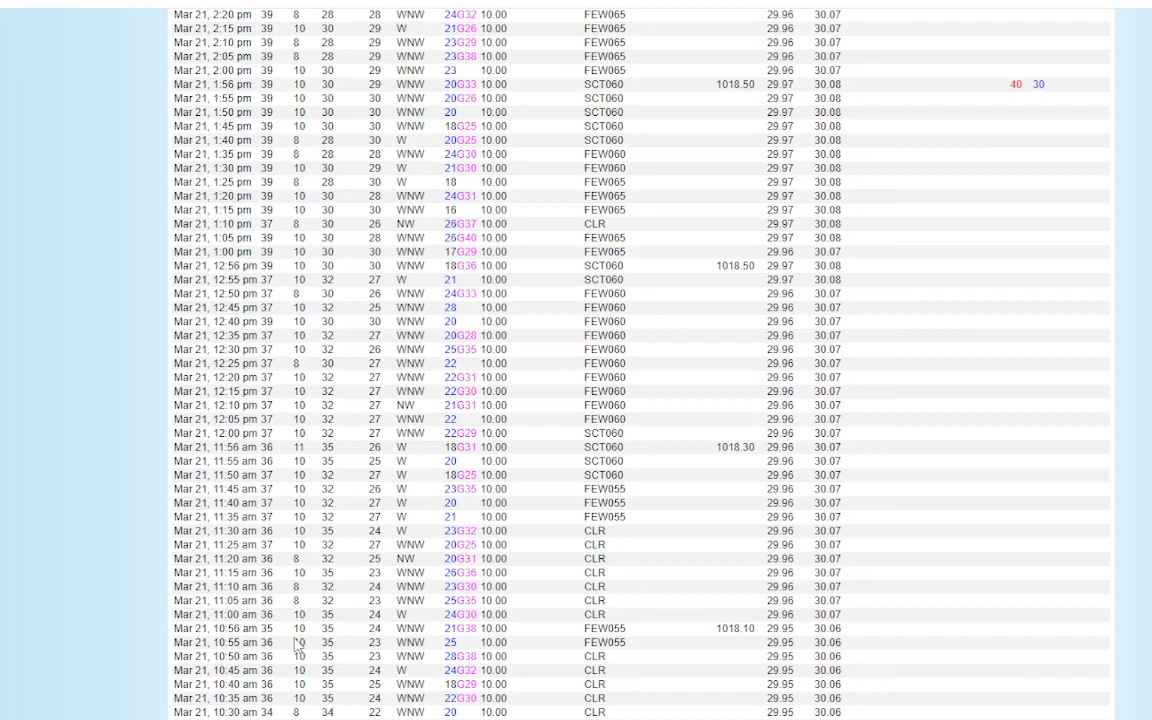 Mar 21, 2:20 pm 39 8 28 28 WNW 24G32 10.00 FEW065 29.96 30.07
Mar 21, 2:15 pm 39 10 30 29 W 21G26 10.00 FEW065 29.96 30.07
Mar 21, 2:10 pm 39 8 28 29 WNW 23G29 10.00 FEW065 29.96 30.07
Mar 21, 2:05 pm 39 8 28 29 WNW 23G38 10.00 FEW065 29.96 30.07
Mar 21, 2:00 pm 39 10 30 29 WNW 23 10.00 FEW065 29.96 30.07
Mar 21, 1:56 pm 39 10 30 29 WNW 20G33 10.00 SCT060 1018.50 29.97 30.08 40 30
Mar 21, 1:55 pm 39 10 30 30 WNW 20G26 10.00 SCT060 29.97 30.08
Mar 21, 1:50 pm 39 10 30 30 WNW 20 10.00 SCT060 29.97 30.08
Mar 21, 1:45 pm 39 10 30 30 WNW 18G25 10.00 SCT060 29.97 30.08
Mar 21, 1:40 pm 39 8 28 30 W 20G25 10.00 SCT060 29.97 30.08
Mar 21, 1:35 pm 39 8 28 28 WNW 24G30 10.00 FEW060 29.97 30.08
Mar 21, 1:30 pm 39 10 30 29 W 21G30 10.00 FEW060 29.97 30.08
Mar 21, 1:25 pm 39 8 28 30 W 18 10.00 FEW065 29.97 30.08
Mar 21, 1:20 pm 39 10 30 28 WNW 24G31 10.00 FEW065 29.97 30.08
Mar 21, 1:15 pm 39 10 30 30 WNW 16 10.00 FEW065 29.97 30.08
Mar 21, 1:10 pm 37 8 30 26 NW 26G37 10.00 CLR 29.97 30.08
Mar 21, 1:05 pm 39 10 30 28 WNW 26G40 10.00 FEW065 29.97 30.08
Mar 21, 1:00 pm 39 10 30 30 WNW 17G29 10.00 FEW065 29.97 30.08
Mar 21, 12:56 pm 39 10 30 30 WNW 18G36 10.00 SCT060 1018.50 29.97 30.08
Mar 21, 12:55 pm 37 10 32 27 W 21 10.00 SCT060 29.97 30.08
Mar 21, 12:50 pm 37 8 30 26 WNW 24G33 10.00 FEW060 29.96 30.07
Mar 21, 12:45 pm 37 10 32 25 WNW 28 10.00 FEW060 29.96 30.07
Mar 21, 12:40 pm 39 10 30 30 WNW 20 10.00 FEW060 29.96 30.07
Mar 21, 12:35 pm 37 10 32 27 WNW 20G28 10.00 FEW060 29.96 30.07
Mar 21, 12:30 pm 37 10 32 26 WNW 25G35 10.00 FEW060 29.96 30.07
Mar 21, 12:25 pm 37 8 30 27 WNW 22 10.00 FEW060 29.96 30.07
Mar 21, 12:20 pm 37 10 32 27 WNW 22G31 10.00 FEW060 29.96 30.07
Mar 21, 12:15 pm 37 10 32 27 WNW 22G30 10.00 FEW060 29.96 30.07
Mar 21, 12:10 pm 37 10 32 27 NW 21G31 10.00 FEW060 29.96 30.07
Mar 21, 12:05 pm 37 10 32 27 WNW 22 10.00 FEW060 29.96 30.07
Mar 21, 12:00 pm 37 10 32 27 WNW 22G29 10.00 SCT060 29.96 30.07
Mar 21, 11:56 am 36 11 35 26 W 18G31 10.00 SCT060 1018.30 29.96 30.07
Mar 21, 11:55 am 36 10 35 25 W 20 10.00 SCT060 29.96 30.07
Mar 21, 11:50 am 37 10 32 27 W 18G25 10.00 SCT060 29.96 30.07
Mar 21, 11:45 am 37 10 32 26 W 23G35 10.00 FEW055 29.96 30.07
Mar 21, 11:40 am 37 10 32 27 W 20 10.00 FEW055 29.96 30.07
Mar 21, 11:35 am 37 10 32 27 W 21 10.00 FEW055 29.96 30.07
Mar 21, 11:30 am 36 10 35 24 W 23G32 10.00 CLR 29.96 30.07
Mar 21, 11:25 am 37 10 32 27 WNW 20G25 10.00 CLR 29.96 30.07
Mar 21, 11:20 am 36 8 32 25 NW 20G31 10.00 CLR 29.96 30.07
Mar 21, 11:15 am 36 10 35 23 WNW 26G36 10.00 CLR 29.96 30.07
Mar 21, 11:10 am 36 8 32 24 WNW 23G30 10.00 CLR 29.96 30.07
Mar 21, 11:05 am 36 8 32 23 WNW 25G35 10.00 CLR 29.96 30.07
Mar 21, 11:00 am 36 10 35 24 W 24G30 10.00 CLR 29.96 30.07
Mar 21, 10:56 am 35 10 35 24 WNW 21G38 10.00 FEW055 1018.10 29.95 30.06
Mar 21, 10:55 am 36 10 35 23 WNW 25 10.00 FEW055 29.95 30.06
Mar 21, 10:50 am 36 10 35 23 WNW 28G38 10.00 CLR 29.95 30.06
Mar 21, 10:45 am 36 10 35 24 W 24G32 10.00 CLR 29.95 30.06
Mar 21, 10:40 am 36 10 35 25 WNW 18G29 10.00 CLR 29.95 30.06
Mar 21, 10:35 am 36 10 35 24 WNW 22G30 10.00 CLR 29.95 30.06
Mar 21, 10:30 am 34 8 34 22 WNW 20 10.00 CLR 29.95 30.06